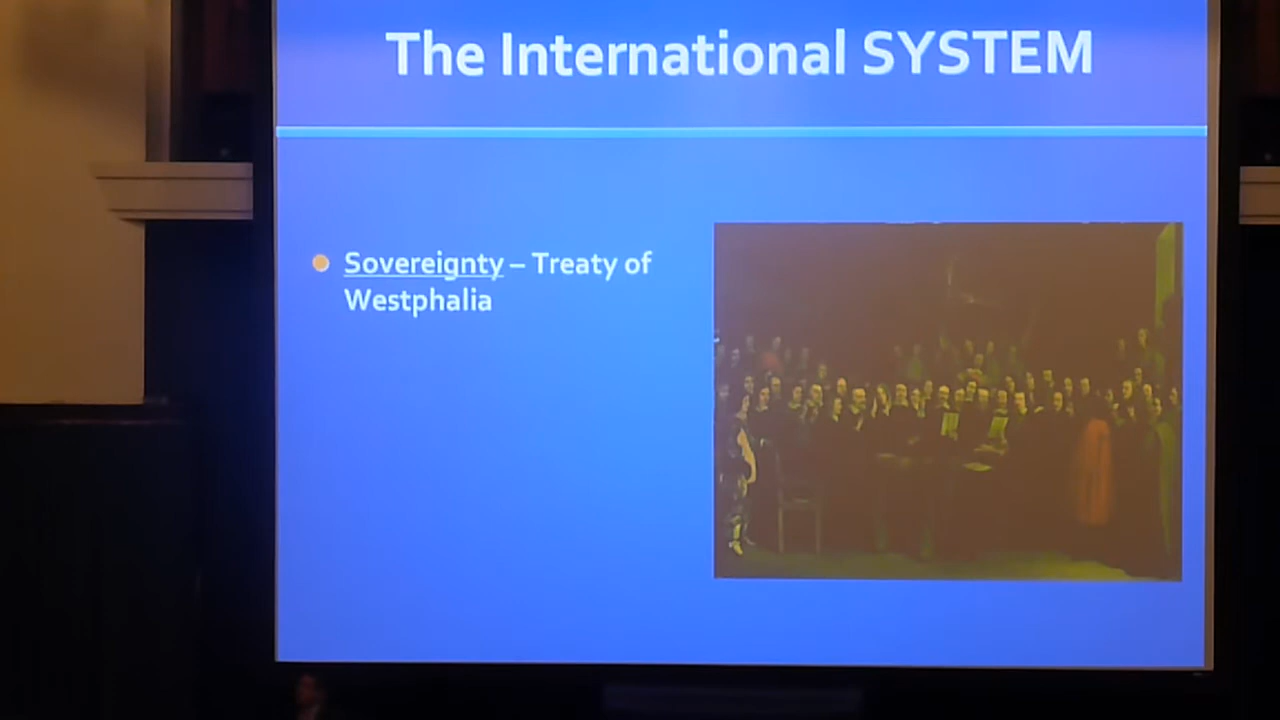 The International SYSTEM
Sovereignty – Treaty of
Westphalia